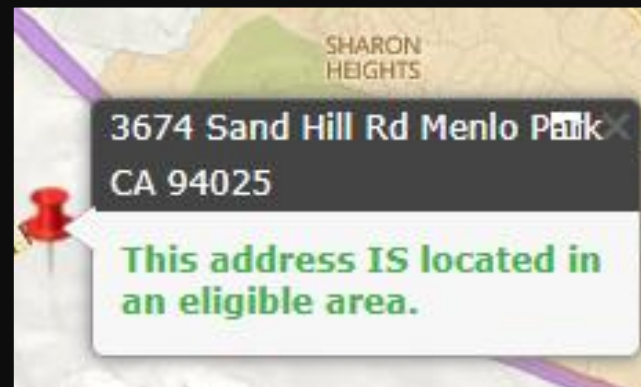 SHARON
HEIGHTS
3674 Sand Hill Rd Menlo Park
CA 94025
This address IS located in
an eligible area.